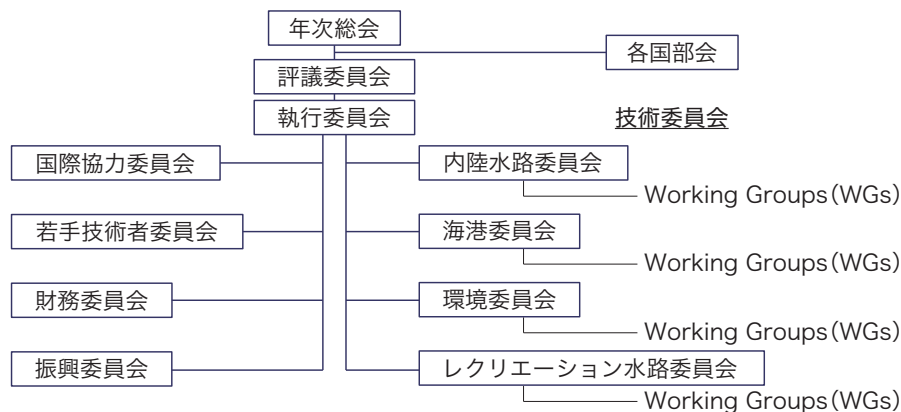 年次総会
各国部会
評議委員会
執行委員会
技術委員会
国際協力委員会
内陸水路委員会
Working Groups(WGs)
若手技術者委員会
海港委員会
Working Groups(WGs)
財務委員会
環境委員会
Working Groups(WGs)
振興委員会
レクリエーション水路委員会
Working Groups(WGs)